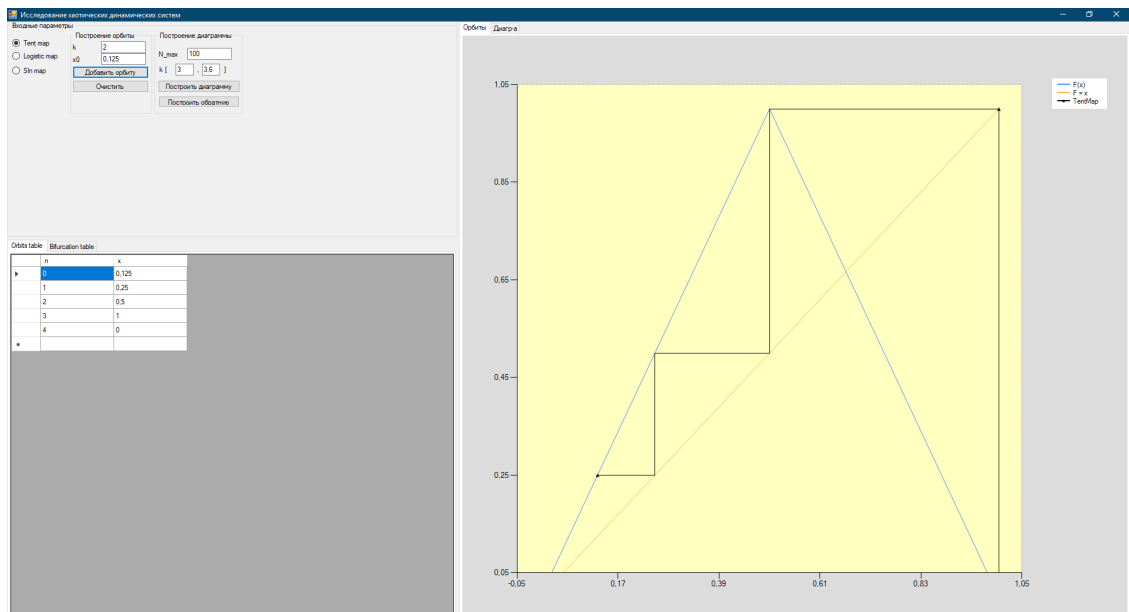 Исследование хаотических динамических систем
Входные параметры
Tent map
Logistic map
SIn map
Построение орбиты
k 2
x0 0,125
Добавить орбиту
Очистить
Построение диаграммы
N_max 100
k [ 3 , 3,6 ]
Построить диаграмму
Построить обратную
Orbits table Bifurcation table
n x
0 0,125
1 0,25
2 0,5
3 1
4 0
Орбиты Диагр-а
1,05
0,85
0,65
0,45
0,25
0,05
-0,05 0,17 0,39 0,61 0,83 1,05
F(x)
F = x
TentMap